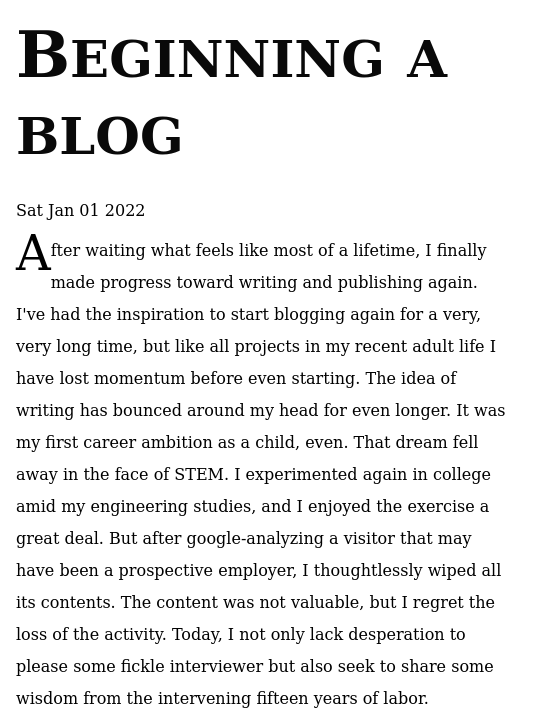 Beginning a
blog
Sat Jan 01 2022
After waiting what feels like most of a lifetime, I finally
made progress toward writing and publishing again.
I've had the inspiration to start blogging again for a very,
very long time, but like all projects in my recent adult life I
have lost momentum before even starting. The idea of
writing has bounced around my head for even longer. It was
my first career ambition as a child, even. That dream fell
away in the face of STEM. I experimented again in college
amid my engineering studies, and I enjoyed the exercise a
great deal. But after google-analyzing a visitor that may
have been a prospective employer, I thoughtlessly wiped all
its contents. The content was not valuable, but I regret the
loss of the activity. Today, I not only lack desperation to
please some fickle interviewer but also seek to share some
wisdom from the intervening fifteen years of labor.